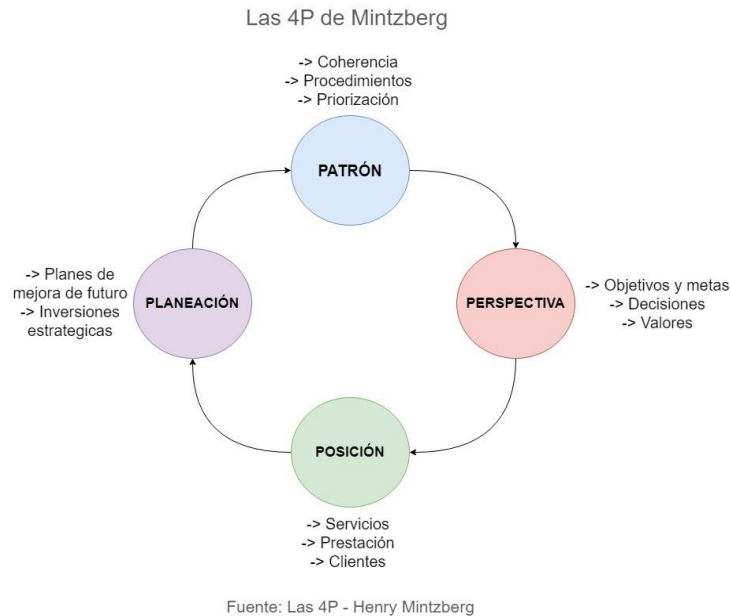 Las 4P de Mintzberg
-> Coherencia
-> Procedimientos
-> Priorización
PATRÓN
-> Planes de
mejora de futuro
-> Inversiones
estrategicas
PLANEACIÓN
PERSPECTIVA
-> Objetivos y metas
-> Decisiones
-> Valores
POSICIÓN
-> Servicios
-> Prestación
-> Clientes
Fuente: Las 4P - Henry Mintzberg